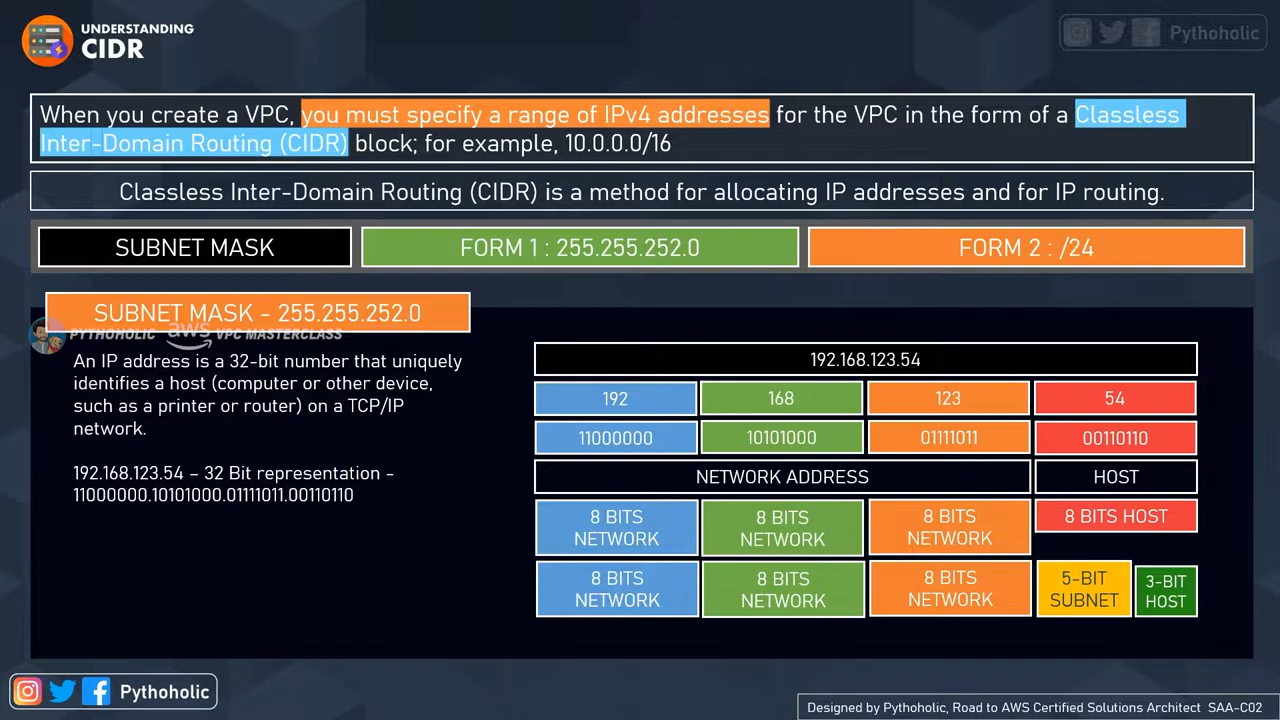 UNDERSTANDING
CIDR
Pythoholic
When you create a VPC, you must specify a range of IPv4 addresses for the VPC in the form of a Classless
Inter-Domain Routing (CIDR) block; for example, 10.0.0.0/16
Classless Inter-Domain Routing (CIDR) is a method for allocating IP addresses and for IP routing.
SUBNET MASK
FORM 1 : 255.255.252.0
FORM 2 : /24
SUBNET MASK - 255.255.252.0
PYTHOHOLIC aws VPC MASTERCLASS
An IP address is a 32-bit number that uniquely
identifies a host (computer or other device,
such as a printer or router) on a TCP/IP
network.
192.168.123.54 – 32 Bit representation –
11000000.10101000.01111011.00110110
192.168.123.54
192 168 123 54
11000000 10101000 01111011 00110110
NETWORK ADDRESS HOST
8 BITS
NETWORK
8 BITS
NETWORK
8 BITS
NETWORK
8 BITS HOST
8 BITS
NETWORK
8 BITS
NETWORK
8 BITS
NETWORK
5-BIT
SUBNET
3-BIT
HOST
Pythoholic
Designed by Pythoholic, Road to AWS Certified Solutions Architect SAA-C02